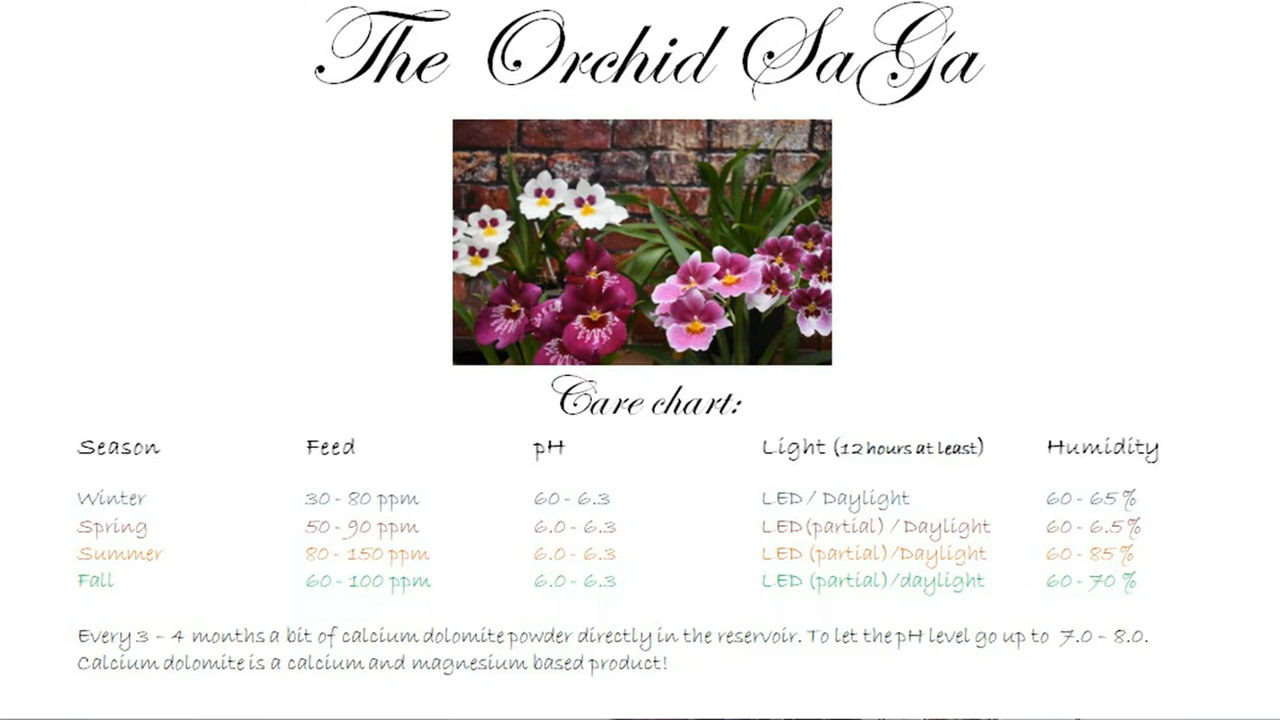 The Orchid SaGa
Care chart:
Season Feed pH Light (12 hours at least) Humidity
Winter 30 - 80 ppm 60 - 6.3 LED / Daylight 60 - 65 %
Spring 50 - 90 ppm 6.0 - 6.3 LED (partial) / Daylight 60 - 6.5 %
Summer 80 - 150 ppm 6.0 - 6.3 LED (partial) / Daylight 60 - 85 %
Fall 60 - 100 ppm 6.0 - 6.3 LED (partial) / daylight 60 - 70 %
Every 3 - 4 months a bit of calcium dolomite powder directly in the reservoir. To let the pH level go up to 7.0 - 8.0.
Calcium dolomite is a calcium and magnesium based product!